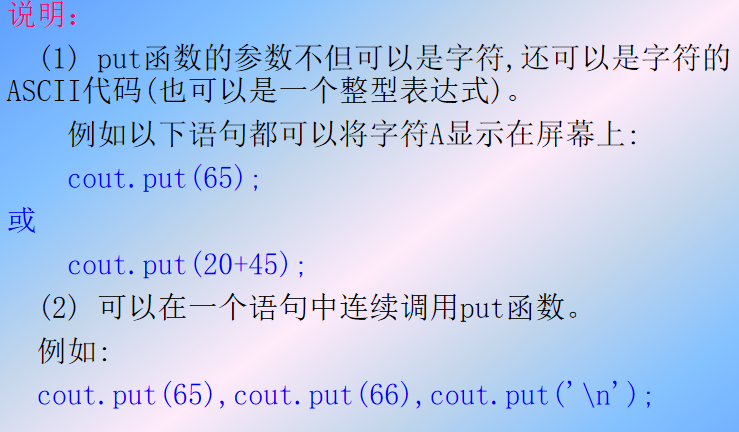 说明:
(1) put函数的参数不但可以是字符,还可以是字符的
ASCII代码(也可以是一个整型表达式)。
例如以下语句都可以将字符A显示在屏幕上:
cout.put(65);
或
cout.put(20+45);
(2) 可以在一个语句中连续调用put函数。
例如:
cout.put(65),cout.put(66),cout.put('\n');